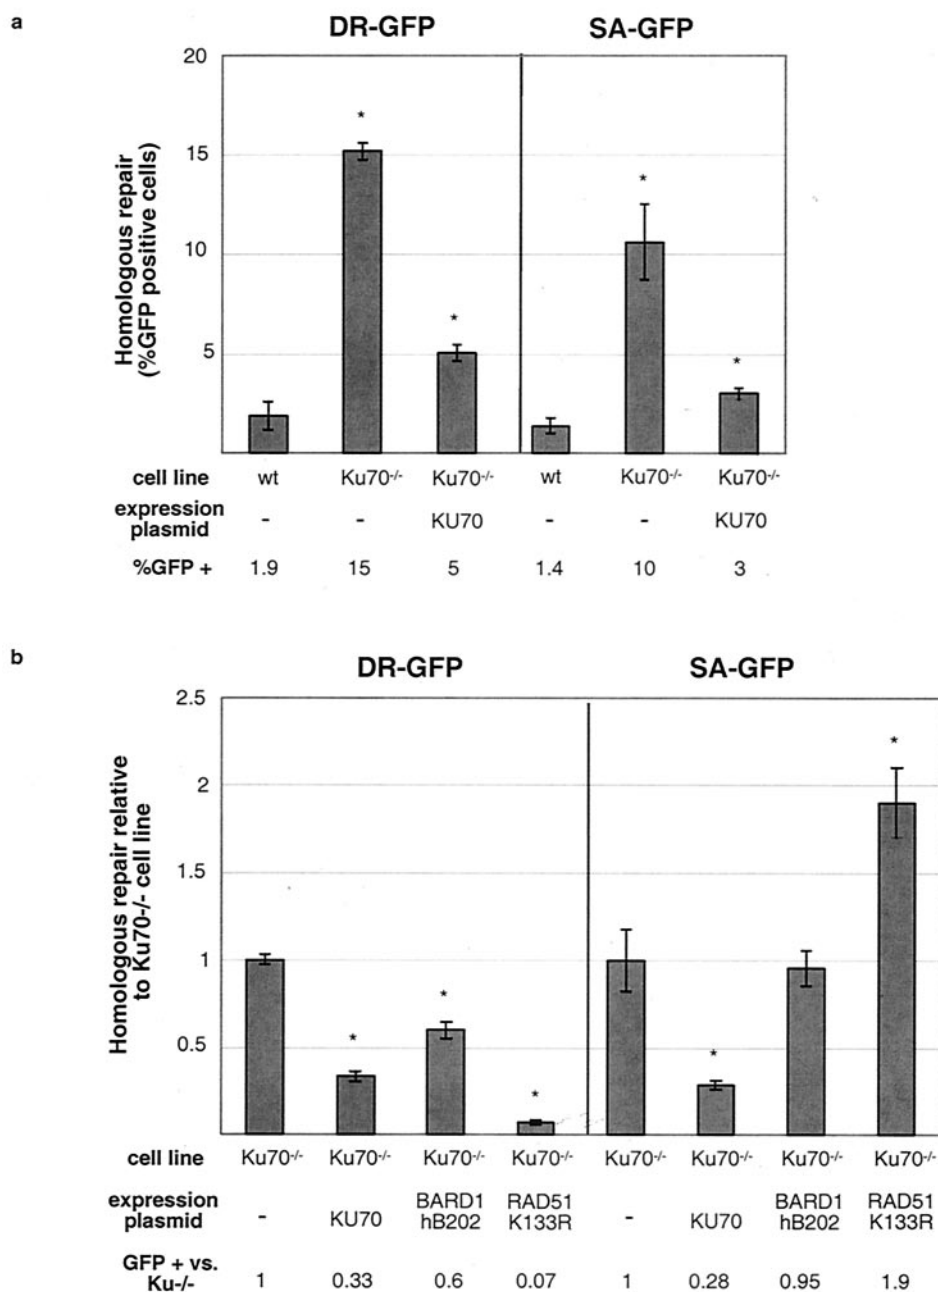 a
DR-GFP SA-GFP
Homologous repair
(%GFP positive cells)
20
15
10
5
* * * *
cell line wt Ku70-/- Ku70-/- wt Ku70-/- Ku70-/-
expression
plasmid - - KU70 - - KU70
%GFP + 1.9 15 5 1.4 10 3
b
DR-GFP SA-GFP
Homologous repair relative
to Ku70-/- cell line
2.5
2
1.5
1
0.5
* * * * *
cell line Ku70-/- Ku70-/- Ku70-/- Ku70-/- Ku70-/- Ku70-/- Ku70-/- Ku70-/-
expression
plasmid - KU70 BARD1 hB202 RAD51 K133R - KU70 BARD1 hB202 RAD51 K133R
GFP + vs.
Ku-/- 1 0.33 0.6 0.07 1 0.28 0.95 1.9